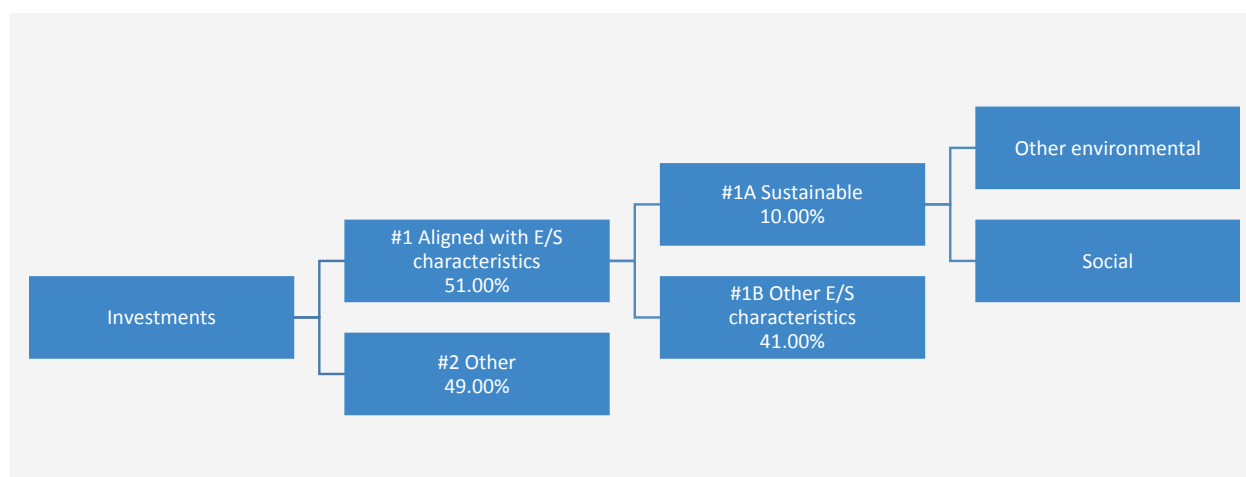 Investments
#1 Aligned with E/S
characteristics
51.00%
#2 Other
49.00%
#1A Sustainable
10.00%
#1B Other E/S
characteristics
41.00%
Other environmental
Social